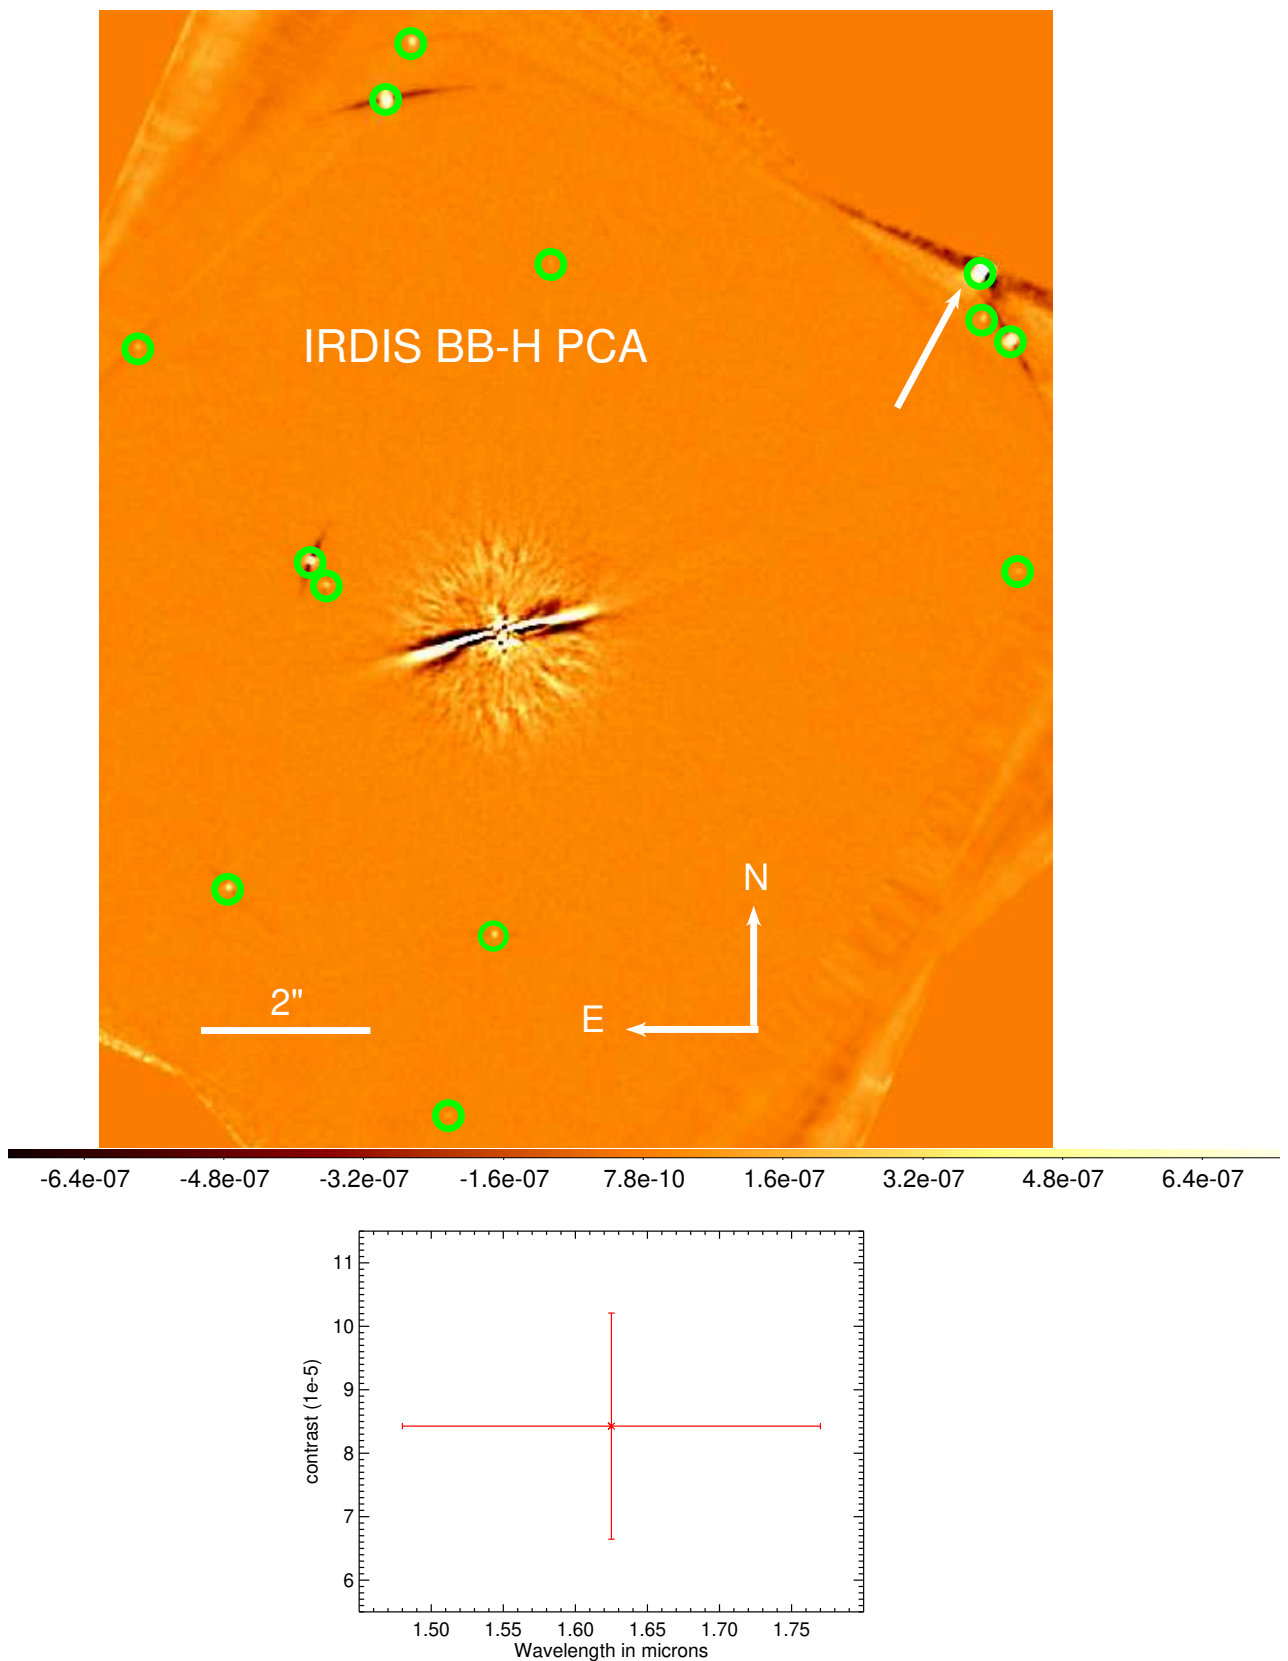 IRDIS BB-H PCA
N
2"
E
-6.4e-07 -4.8e-07 -3.2e-07 -1.6e-07 7.8e-10 1.6e-07 3.2e-07 4.8e-07 6.4e-07
11
10
9
8
7
6
contrast (1e-5)
1.50 1.55 1.60 1.65 1.70 1.75
Wavelength in microns